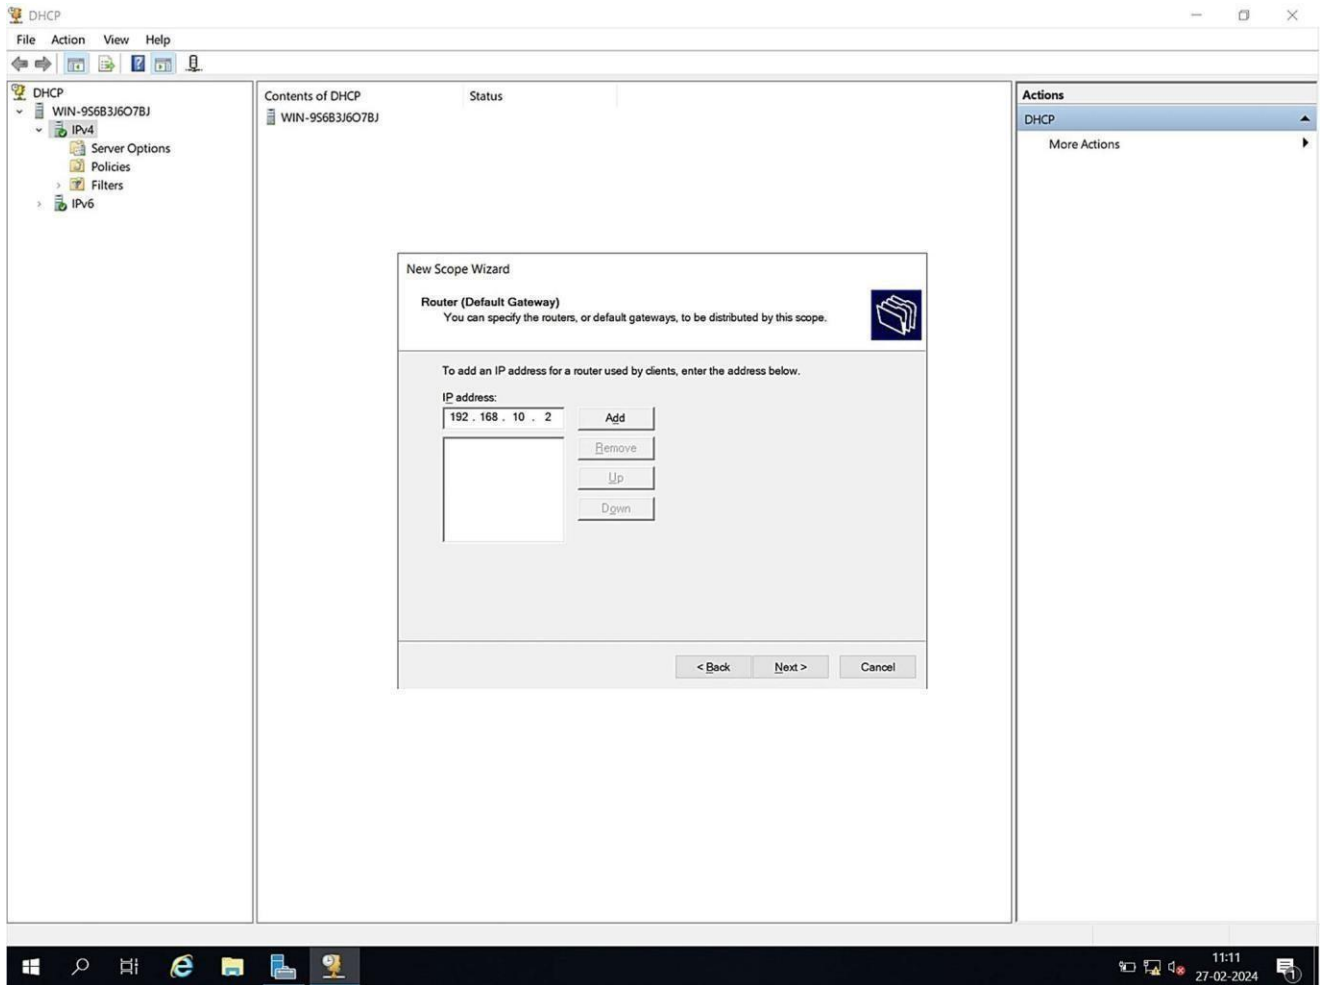 DHCP
File Action View Help
DHCP
WIN-9S6B3J6O7BJ
IPv4
Server Options
Policies
Filters
IPv6
Contents of DHCP Status
WIN-9S6B3J6O7BJ
Actions
DHCP
More Actions
New Scope Wizard
Router (Default Gateway)
You can specify the routers, or default gateways, to be distributed by this scope.
To add an IP address for a router used by clients, enter the address below.
IP address:
192 . 168 . 10 . 2 Add
Remove
Up
Down
< Back Next > Cancel
11:11
27-02-2024
1